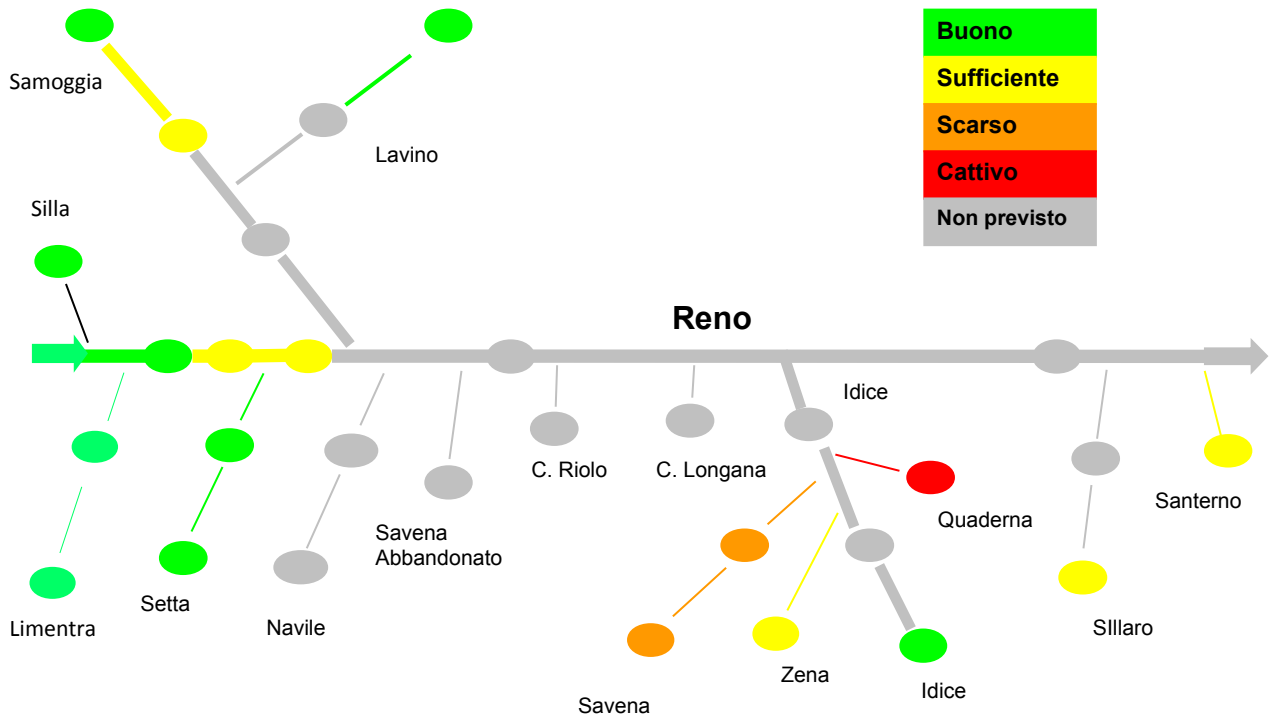 Buono
Samoggia
Sufficiente
Scarso
Lavino
Cattivo
Silla
Non previsto
Reno
Idice
C. Riolo
C. Longana
Santerno
Quaderna
Savena
Abbandonato
Setta
Limentra
Navile
SIllaro
Zena
Idice
Savena